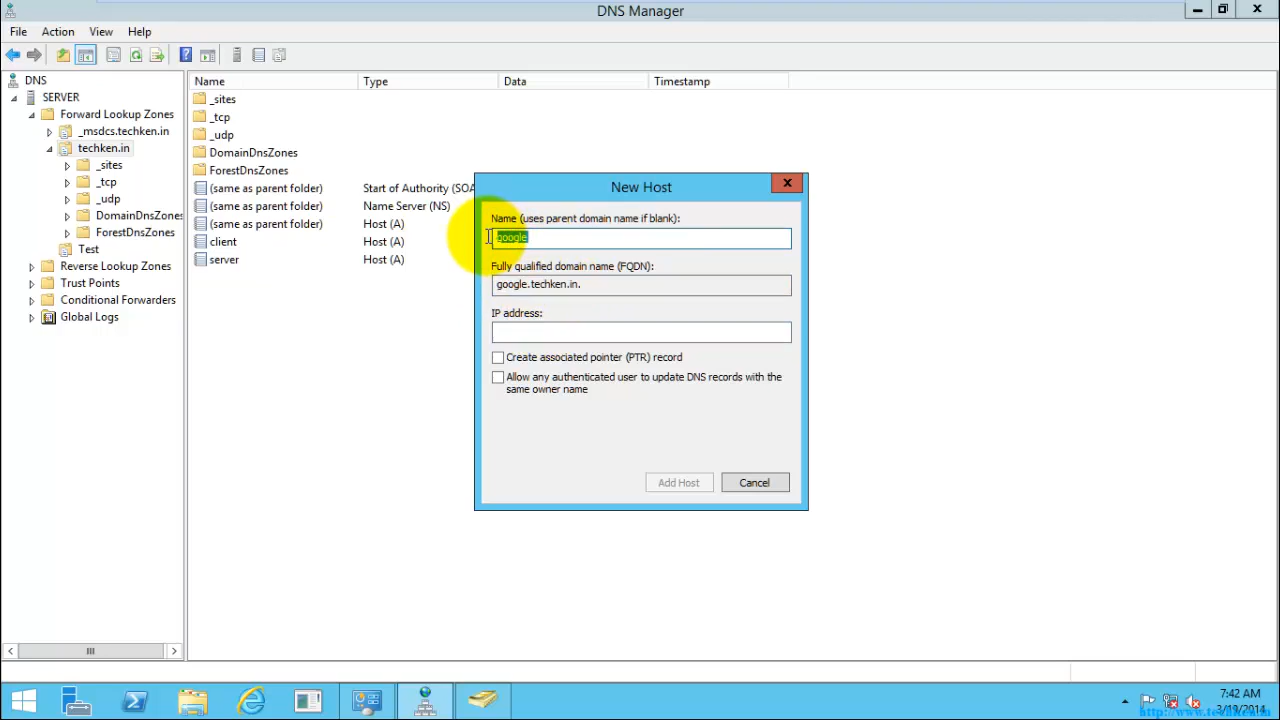 DNS Manager
File Action View Help
DNS
SERVER
Forward Lookup Zones
_msdcs.techken.in
techken.in
_sites
_tcp
_udp
DomainDnsZones
ForestDnsZones
Test
Reverse Lookup Zones
Trust Points
Conditional Forwarders
Global Logs
Name Type Data Timestamp
_sites
_tcp
_udp
DomainDnsZones
ForestDnsZones
(same as parent folder) Start of Authority (SOA
(same as parent folder) Name Server (NS)
(same as parent folder) Host (A)
client Host (A)
server Host (A)
New Host
Name (uses parent domain name if blank):
google
Fully qualified domain name (FQDN):
google.techken.in.
IP address:
Create associated pointer (PTR) record
Allow any authenticated user to update DNS records with the
same owner name
Add Host Cancel
7:42 AM
3/19/2014
http://www.techken.in